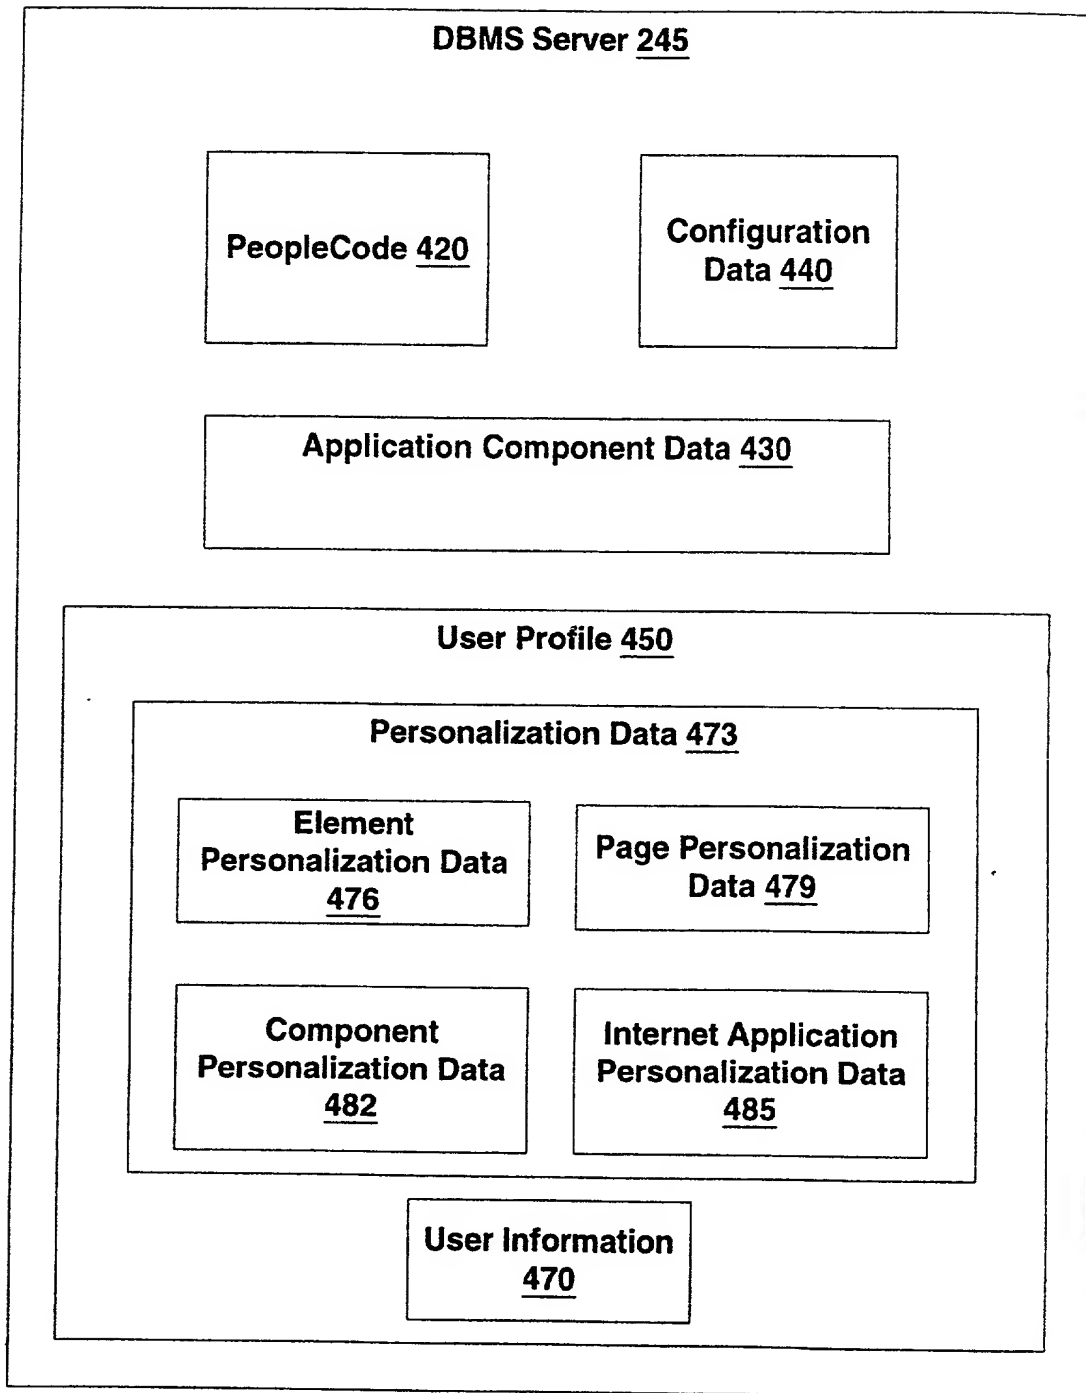 DBMS Server 245
PeopleCode 420
Configuration
Data 440
Application Component Data 430
User Profile 450
Personalization Data 473
Element
Personalization Data
476
Page Personalization
Data 479
Component
Personalization Data
482
Internet Application
Personalization Data
485
User Information
470